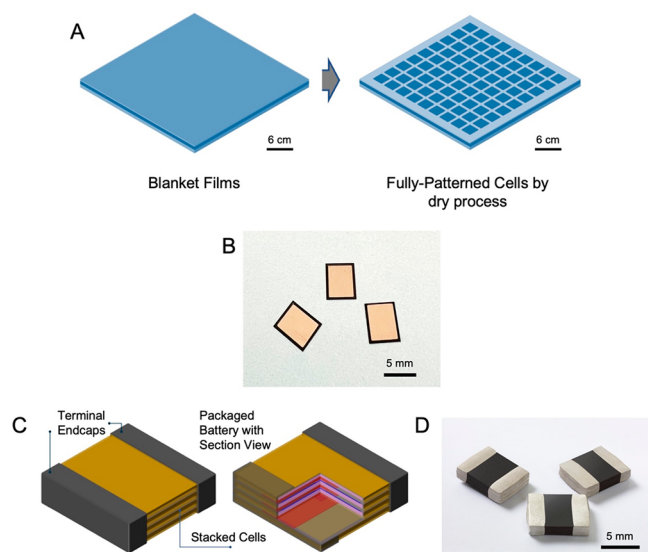 A
6 cm
6 cm
Blanket Films
Fully-Patterned Cells by
dry process
B
5 mm
C
Terminal
Endcaps
Packaged
Battery with
Section View
Stacked Cells
D
5 mm